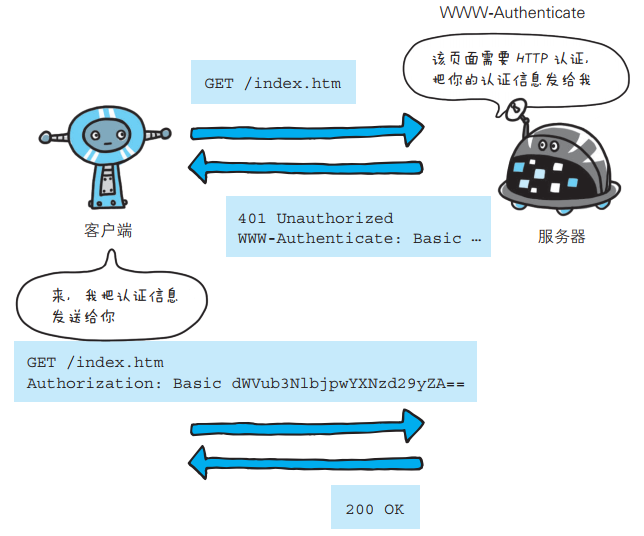 WWW-Authenticate
该页面需要 HTTP 认证,
把你的认证信息发给我
GET /index.htm
401 Unauthorized
WWW-Authenticate: Basic …
客户端
服务器
来, 我把认证信息
发送给你
GET /index.htm
Authorization: Basic dWVub3NlbjpwYXNzd29yZA==
200 OK